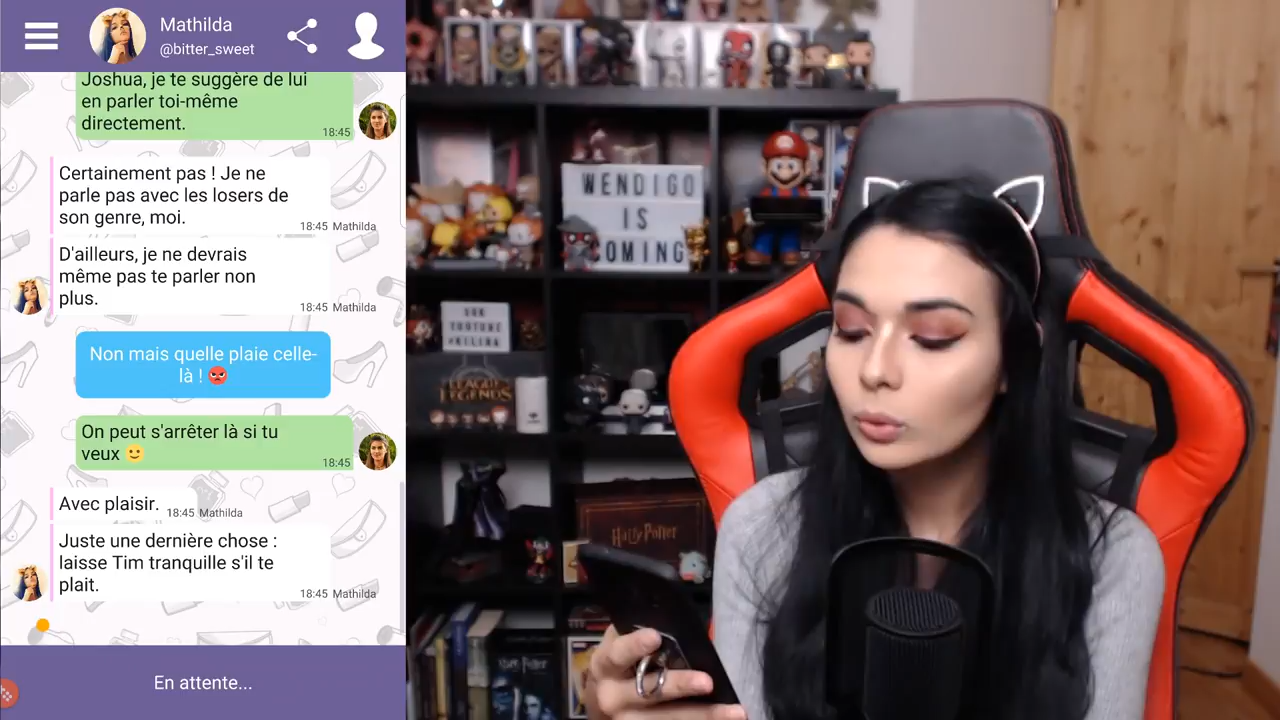 Mathilda
@bitter_sweet
Joshua, je te suggère de lui
en parler toi-même
directement.
18:45
Certainement pas ! Je ne
parle pas avec les losers de
son genre, moi.
18:45 Mathilda
D'ailleurs, je ne devrais
même pas te parler non
plus.
18:45 Mathilda
Non mais quelle plaie celle-
là ! 😡
On peut s'arrêter là si tu
veux 🙂
18:45
Avec plaisir.
18:45 Mathilda
Juste une dernière chose :
laisse Tim tranquille s'il te
plait.
18:45 Mathilda
En attente...
WENDIGO
IS
COMING
SUR
YOUTUBE
LEAGUE OF
LEGENDS
Harry Potter
Harry Potter